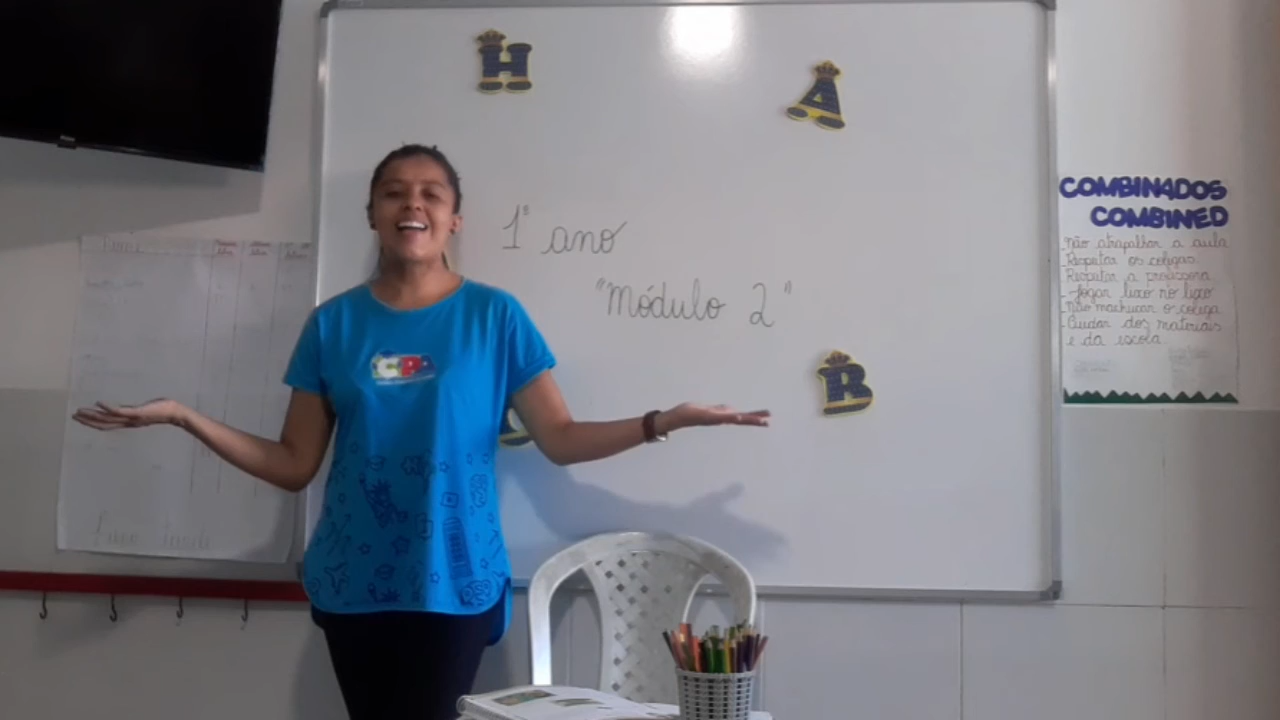 H
A
1º ano
"Módulo 2"
R
CPA
COMBINADOS
COMBINED
- Não atrapalhar a aula
- Respeitar os colegas
Respeitar a professora
- Jogar lixo no lixo
- Não machucar o colega
- Cuidar dos materiais
e da escola.